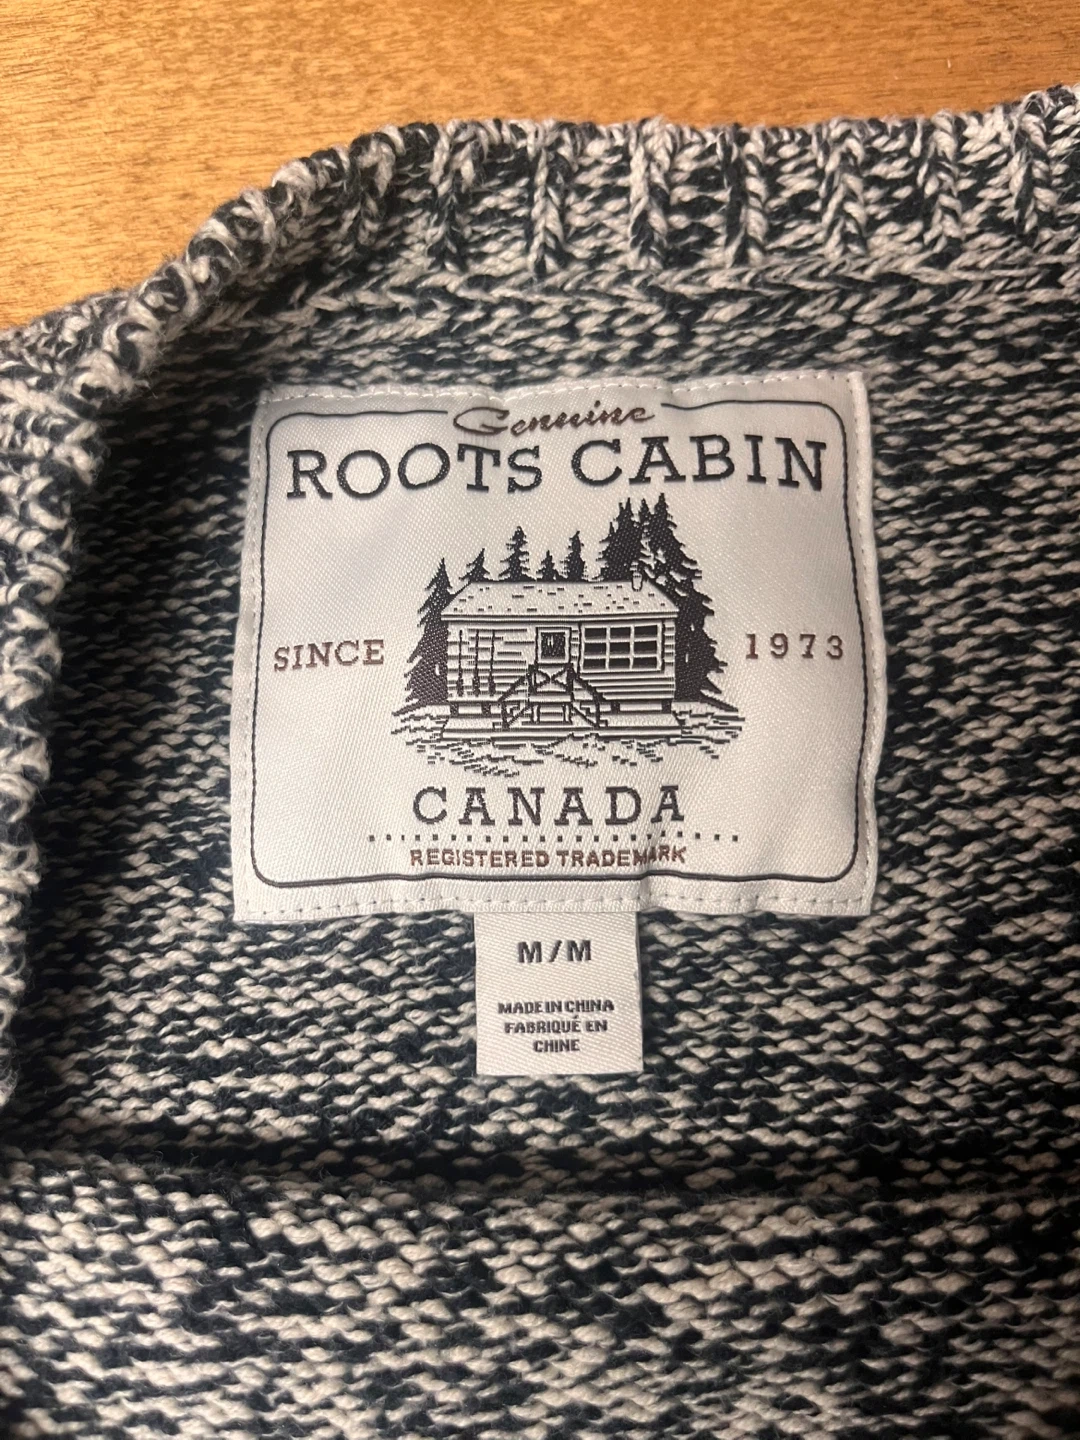 Genuine
ROOTS CABIN
SINCE 1973
CANADA
REGISTERED TRADEMARK
M/M
MADE IN CHINA
FABRIQUÉ EN
CHINE